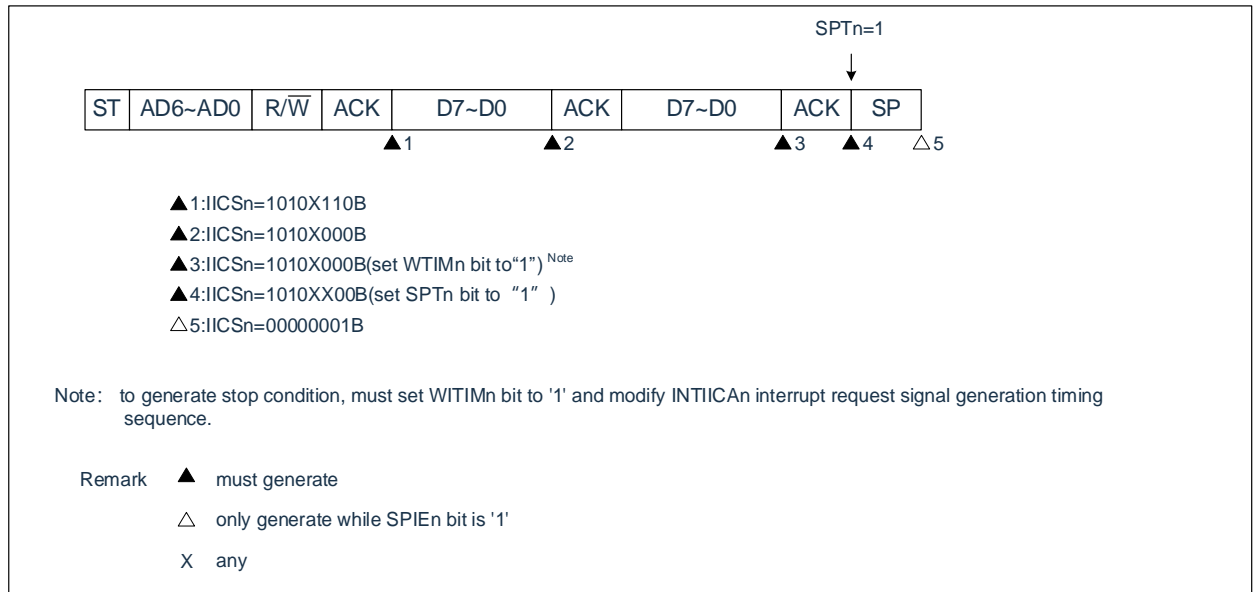 SPTn=1
ST AD6~AD0 R/W ACK D7~D0 ACK D7~D0 ACK SP
▲1 ▲2 ▲3 ▲4 △5
▲1:IICSn=1010X110B
▲2:IICSn=1010X000B
▲3:IICSn=1010X000B(set WTIMn bit to“1”) Note
▲4:IICSn=1010XX00B(set SPTn bit to “1” )
△5:IICSn=00000001B
Note： to generate stop condition, must set WITIMn bit to '1' and modify INTIICAn interrupt request signal generation timing
sequence.
Remark ▲ must generate
△ only generate while SPIEn bit is '1'
X any